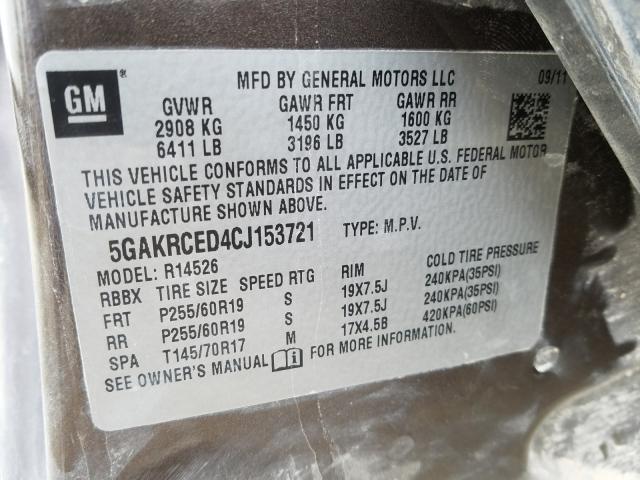 GM ® MFD BY GENERAL MOTORS LLC 09/11
GVWR GAWR FRT GAWR RR
2908 KG 1450 KG 1600 KG
6411 LB 3196 LB 3527 LB
THIS VEHICLE CONFORMS TO ALL APPLICABLE U.S. FEDERAL MOTOR
VEHICLE SAFETY STANDARDS IN EFFECT ON THE DATE OF
MANUFACTURE SHOWN ABOVE.
5GAKRCED4CJ153721 TYPE: M.P.V.
MODEL: R14526
RBBX TIRE SIZE SPEED RTG RIM COLD TIRE PRESSURE
FRT P255/60R19 S 19X7.5J 240KPA(35PSI)
RR P255/60R19 S 19X7.5J 240KPA(35PSI)
SPA T145/70R17 M 17X4.5B 420KPA(60PSI)
SEE OWNER'S MANUAL i FOR MORE INFORMATION.